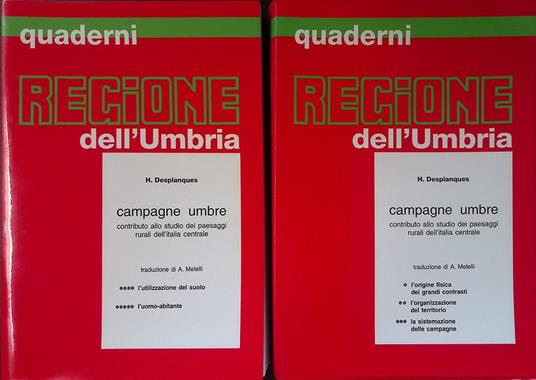 quaderni
REGiONE
dell'Umbria
H. Desplanques
campagne umbre
contributo allo studio dei paesaggi
rurali dell'italia centrale
traduzione di A. Melelli
●●●● l'utilizzazione del suolo
●●●●● l'uomo-abitante
quaderni
REGiONE
dell'Umbria
H. Desplanques
campagne umbre
contributo allo studio dei paesaggi
rurali dell'italia centrale
traduzione di A. Melelli
● l'origine fisica
dei grandi contrasti
●● l'organizzazione
del territorio
●●● la sistemazione
delle campagne